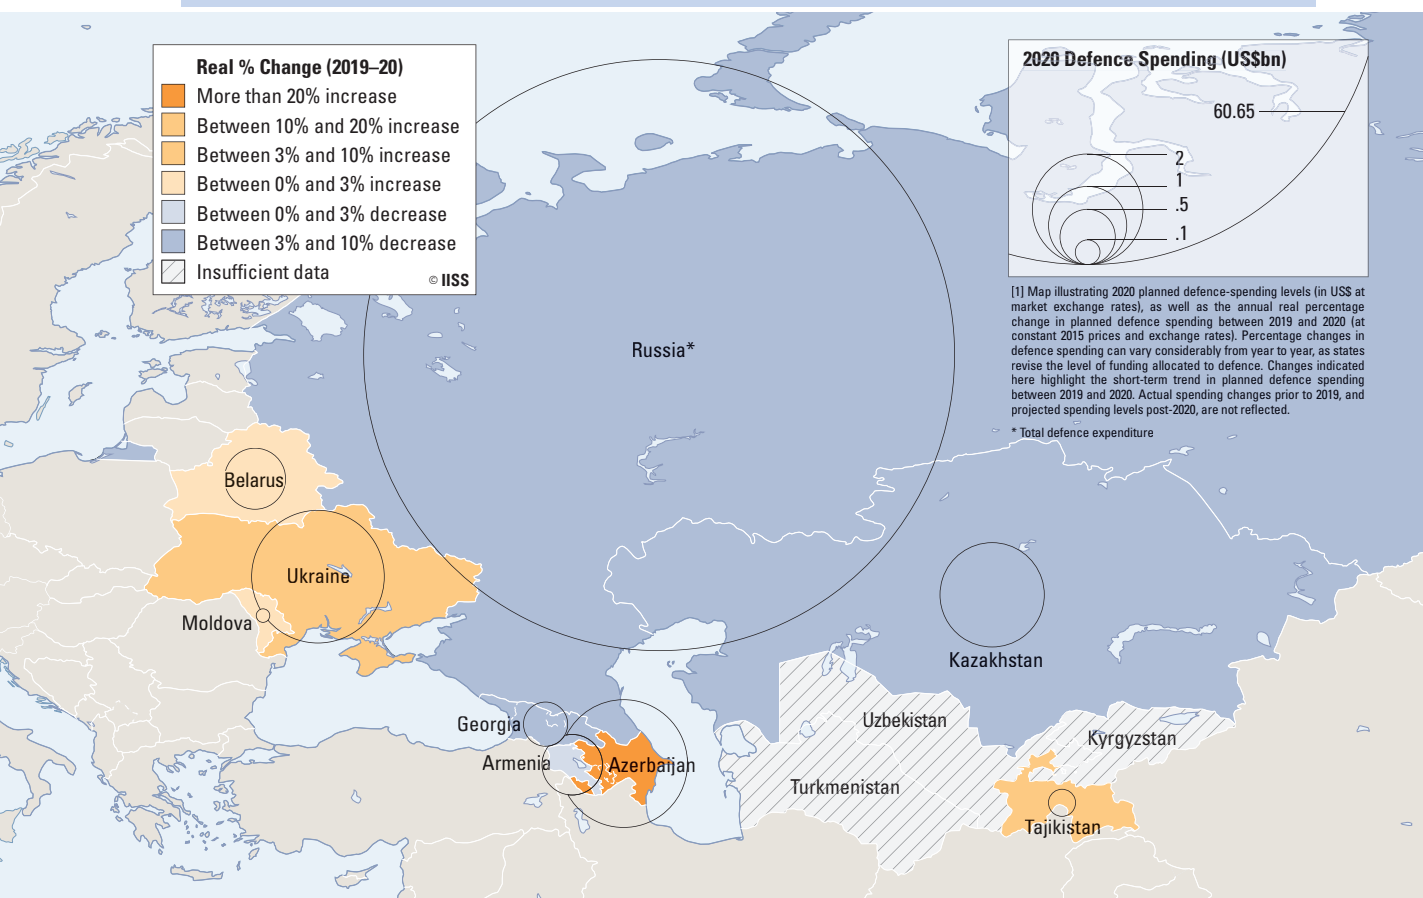 Real % Change (2019–20)
More than 20% increase
Between 10% and 20% increase
Between 3% and 10% increase
Between 0% and 3% increase
Between 0% and 3% decrease
Between 3% and 10% decrease
Insufficient data
© IISS
2020 Defence Spending (US$bn)
60.65
2
1
.5
.1
[1] Map illustrating 2020 planned defence-spending levels (in US$ at
market exchange rates), as well as the annual real percentage
change in planned defence spending between 2019 and 2020 (at
constant 2015 prices and exchange rates). Percentage changes in
defence spending can vary considerably from year to year, as states
revise the level of funding allocated to defence. Changes indicated
here highlight the short-term trend in planned defence spending
between 2019 and 2020. Actual spending changes prior to 2019, and
projected spending levels post-2020, are not reflected.
* Total defence expenditure
Russia*
Belarus
Ukraine
Moldova
Kazakhstan
Georgia
Uzbekistan
Kyrgyzstan
Armenia
Azerbaijan
Turkmenistan
Tajikistan